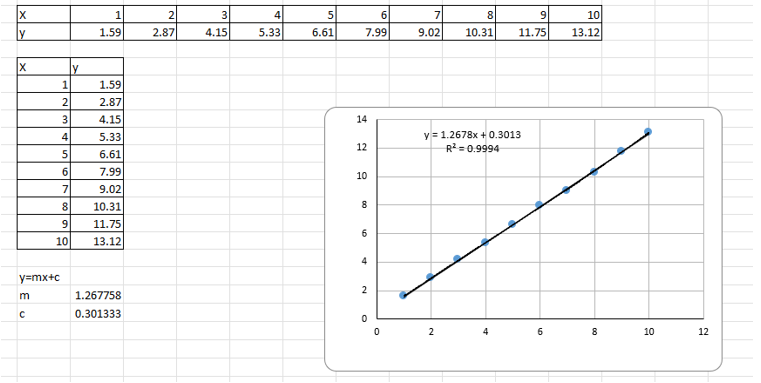 X 1 2 3 4 5 6 7 8 9 10
y 1.59 2.87 4.15 5.33 6.61 7.99 9.02 10.31 11.75 13.12
X y
1 1.59
2 2.87
3 4.15
4 5.33
5 6.61
6 7.99
7 9.02
8 10.31
9 11.75
10 13.12
y=mx+c
m 1.267758
c 0.301333
y = 1.2678x + 0.3013
R² = 0.9994
14
12
10
8
6
4
2
0
0 2 4 6 8 10 12